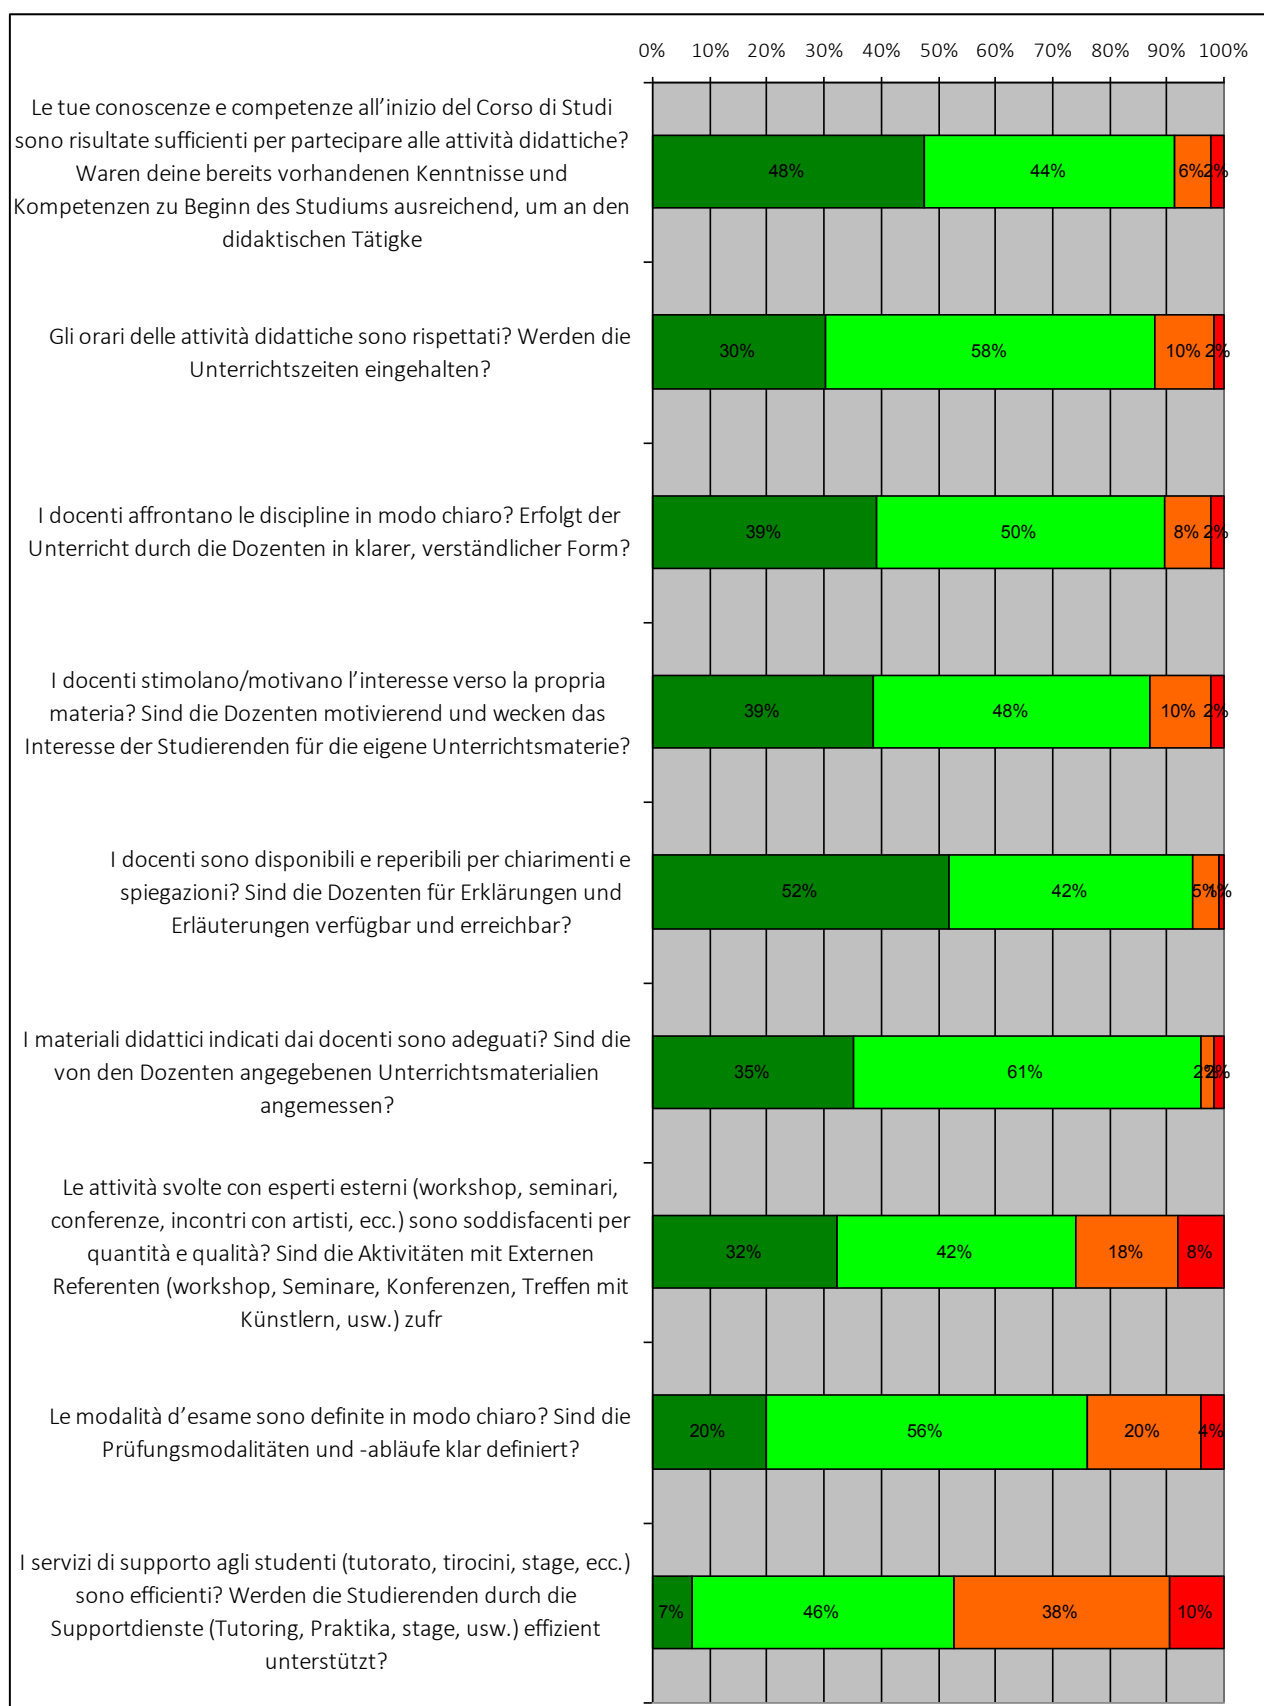 0% 10% 20% 30% 40% 50% 60% 70% 80% 90% 100%
Le tue conoscenze e competenze all’inizio del Corso di Studi
sono risultate sufficienti per partecipare alle attività didattiche?
Waren deine bereits vorhandenen Kenntnisse und
Kompetenzen zu Beginn des Studiums ausreichend, um an den
didaktischen Tätigke
48% 44% 6% 2%
Gli orari delle attività didattiche sono rispettati? Werden die
Unterrichtszeiten eingehalten?
30% 58% 10% 2%
I docenti affrontano le discipline in modo chiaro? Erfolgt der
Unterricht durch die Dozenten in klarer, verständlicher Form?
39% 50% 8% 2%
I docenti stimolano/motivano l’interesse verso la propria
materia? Sind die Dozenten motivierend und wecken das
Interesse der Studierenden für die eigene Unterrichtsmaterie?
39% 48% 10% 2%
I docenti sono disponibili e reperibili per chiarimenti e
spiegazioni? Sind die Dozenten für Erklärungen und
Erläuterungen verfügbar und erreichbar?
52% 42% 5% 1%
I materiali didattici indicati dai docenti sono adeguati? Sind die
von den Dozenten angegebenen Unterrichtsmaterialien
angemessen?
35% 61% 2% 2%
Le attività svolte con esperti esterni (workshop, seminari,
conferenze, incontri con artisti, ecc.) sono soddisfacenti per
quantità e qualità? Sind die Aktivitäten mit Externen
Referenten (workshop, Seminare, Konferenzen, Treffen mit
Künstlern, usw.) zufr
32% 42% 18% 8%
Le modalità d’esame sono definite in modo chiaro? Sind die
Prüfungsmodalitäten und -abläufe klar definiert?
20% 56% 20% 4%
I servizi di supporto agli studenti (tutorato, tirocini, stage, ecc.)
sono efficienti? Werden die Studierenden durch die
Supportdienste (Tutoring, Praktika, stage, usw.) effizient
unterstützt?
7% 46% 38% 10%